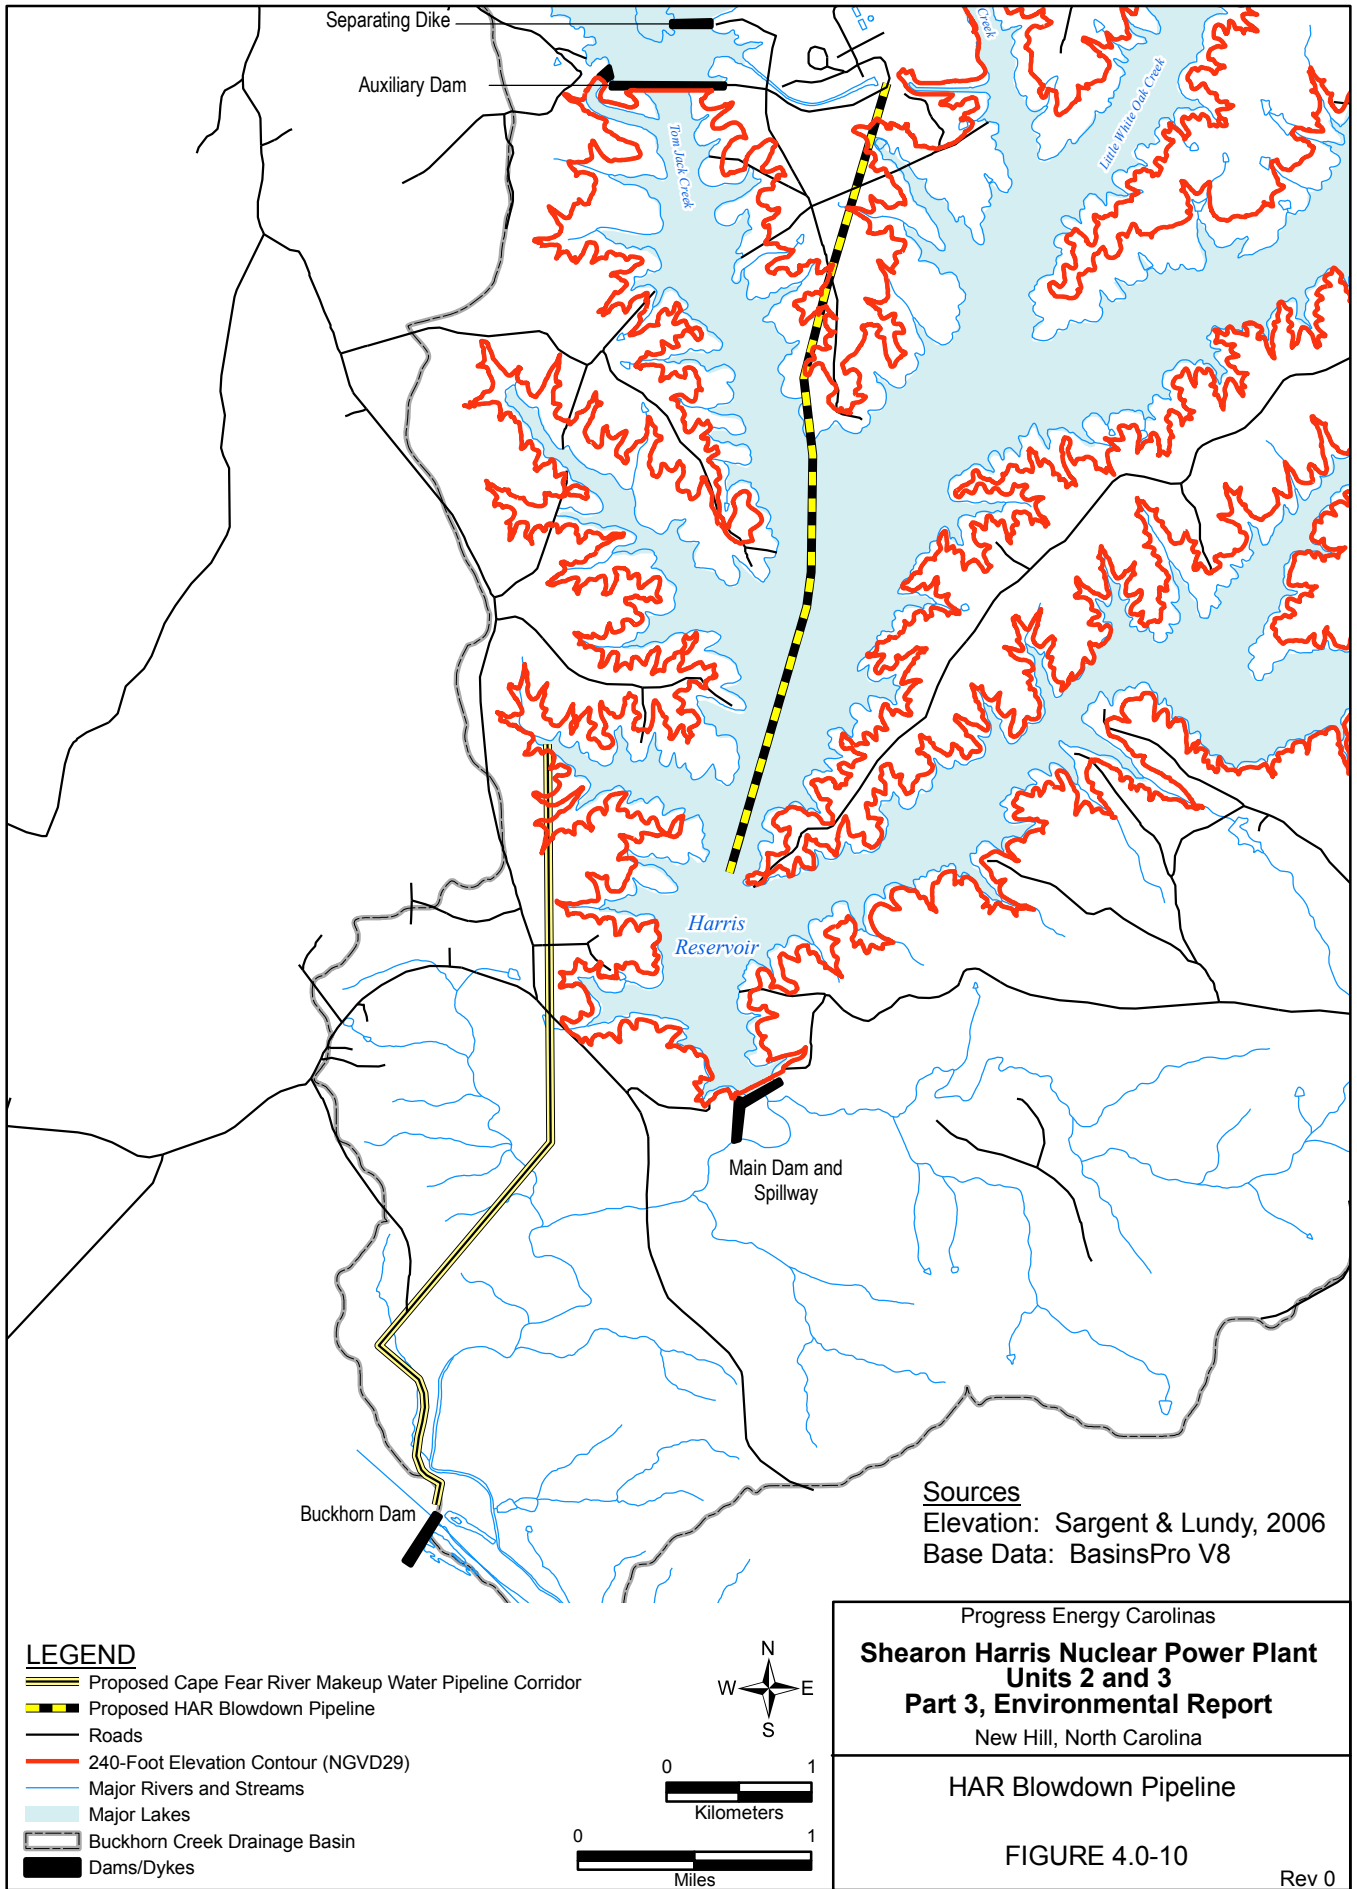 Separating Dike
Auxiliary Dam
Creek
Little White Oak Creek
Tom Jack Creek
Harris
Reservoir
Main Dam and
Spillway
Buckhorn Dam
Sources
Elevation: Sargent & Lundy, 2006
Base Data: BasinsPro V8
LEGEND
Proposed Cape Fear River Makeup Water Pipeline Corridor
Proposed HAR Blowdown Pipeline
Roads
240-Foot Elevation Contour (NGVD29)
Major Rivers and Streams
Major Lakes
Buckhorn Creek Drainage Basin
Dams/Dykes
N
W E
S
0 1
Kilometers
0 1
Miles
Progress Energy Carolinas
Shearon Harris Nuclear Power Plant
Units 2 and 3
Part 3, Environmental Report
New Hill, North Carolina
HAR Blowdown Pipeline
FIGURE 4.0-10
Rev 0